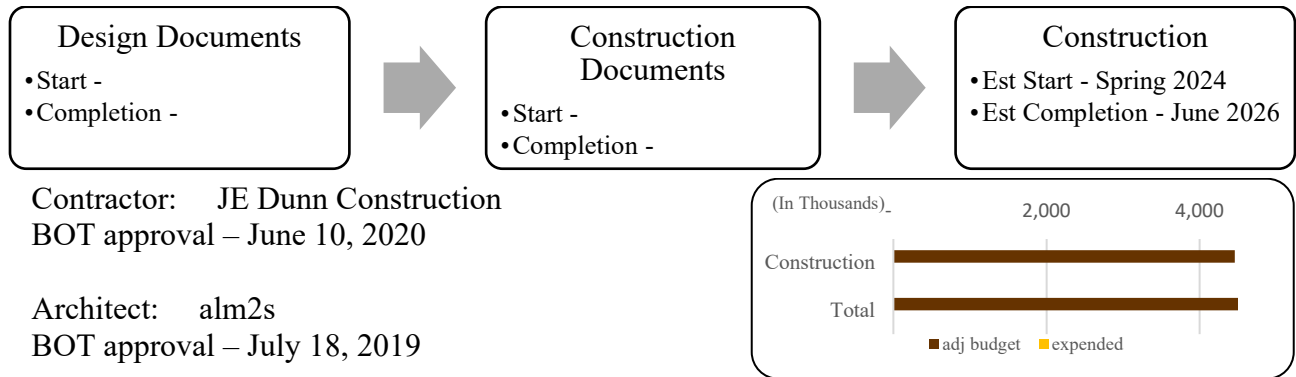 Design Documents
•Start -
•Completion -
Construction
Documents
•Start -
•Completion -
Construction
•Est Start - Spring 2024
•Est Completion - June 2026
Contractor: JE Dunn Construction
BOT approval – June 10, 2020
Architect: alm2s
BOT approval – July 18, 2019
(In Thousands) - 2,000 4,000
Construction
Total
adj budget expended